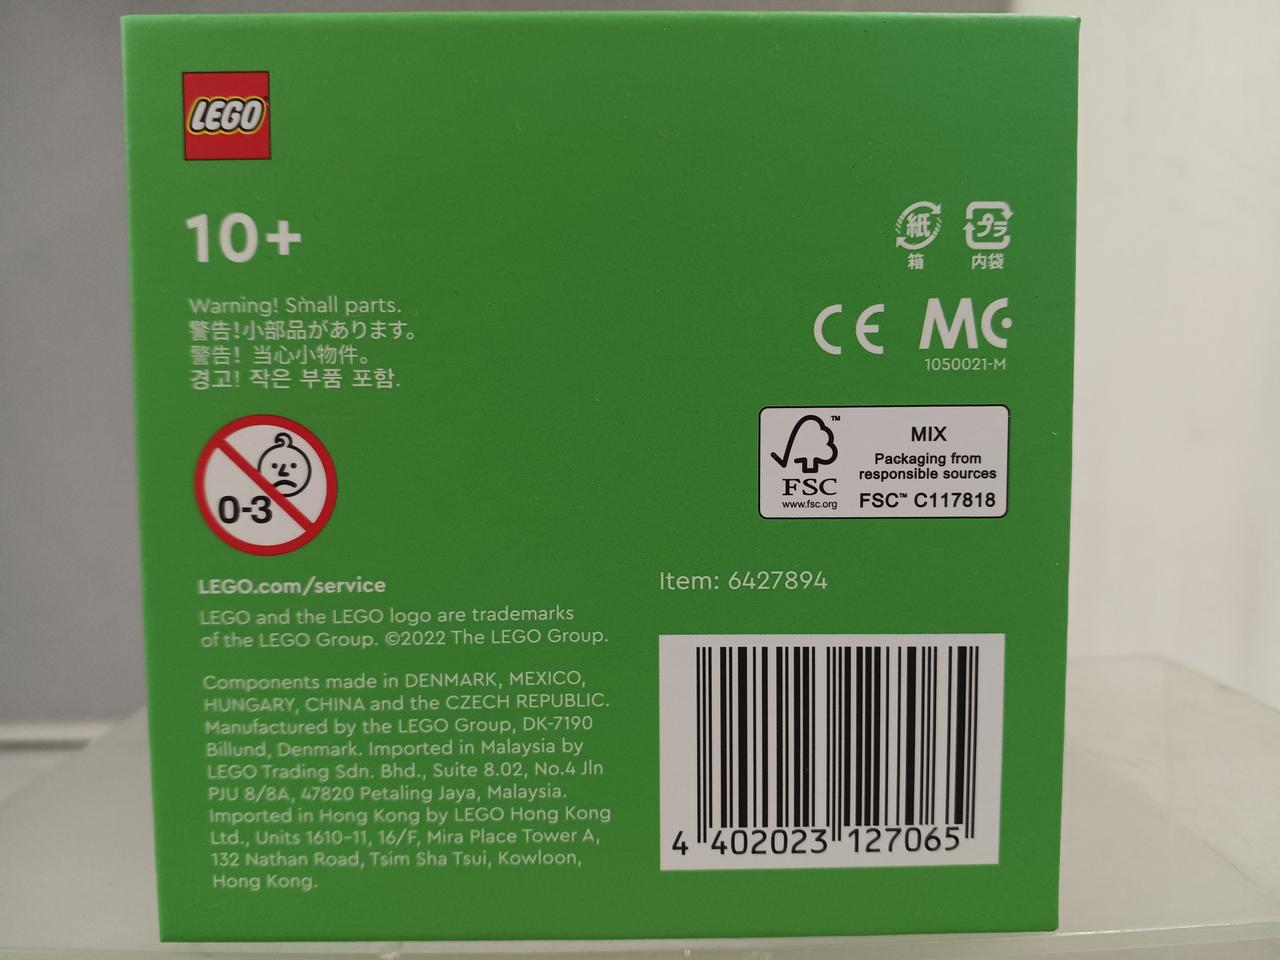 LEGO
10+
Warning! Small parts.
警告!小部品があります。
警告！当心小物件。
경고! 작은 부품 포함.
0-3
LEGO.com/service
LEGO and the LEGO logo are trademarks
of the LEGO Group. ©2022 The LEGO Group.
Components made in DENMARK, MEXICO,
HUNGARY, CHINA and the CZECH REPUBLIC.
Manufactured by the LEGO Group, DK-7190
Billund, Denmark. Imported in Malaysia by
LEGO Trading Sdn. Bhd., Suite 8.02, No.4 Jln
PJU 8/8A, 47820 Petaling Jaya, Malaysia.
Imported in Hong Kong by LEGO Hong Kong
Ltd., Units 1610-11, 16/F, Mira Place Tower A,
132 Nathan Road, Tsim Sha Tsui, Kowloon,
Hong Kong.
紙 プラ
箱 内袋
CE MC
1050021-M
FSC™
www.fsc.org
MIX
Packaging from
responsible sources
FSC™ C117818
Item: 6427894
4 402023 127065